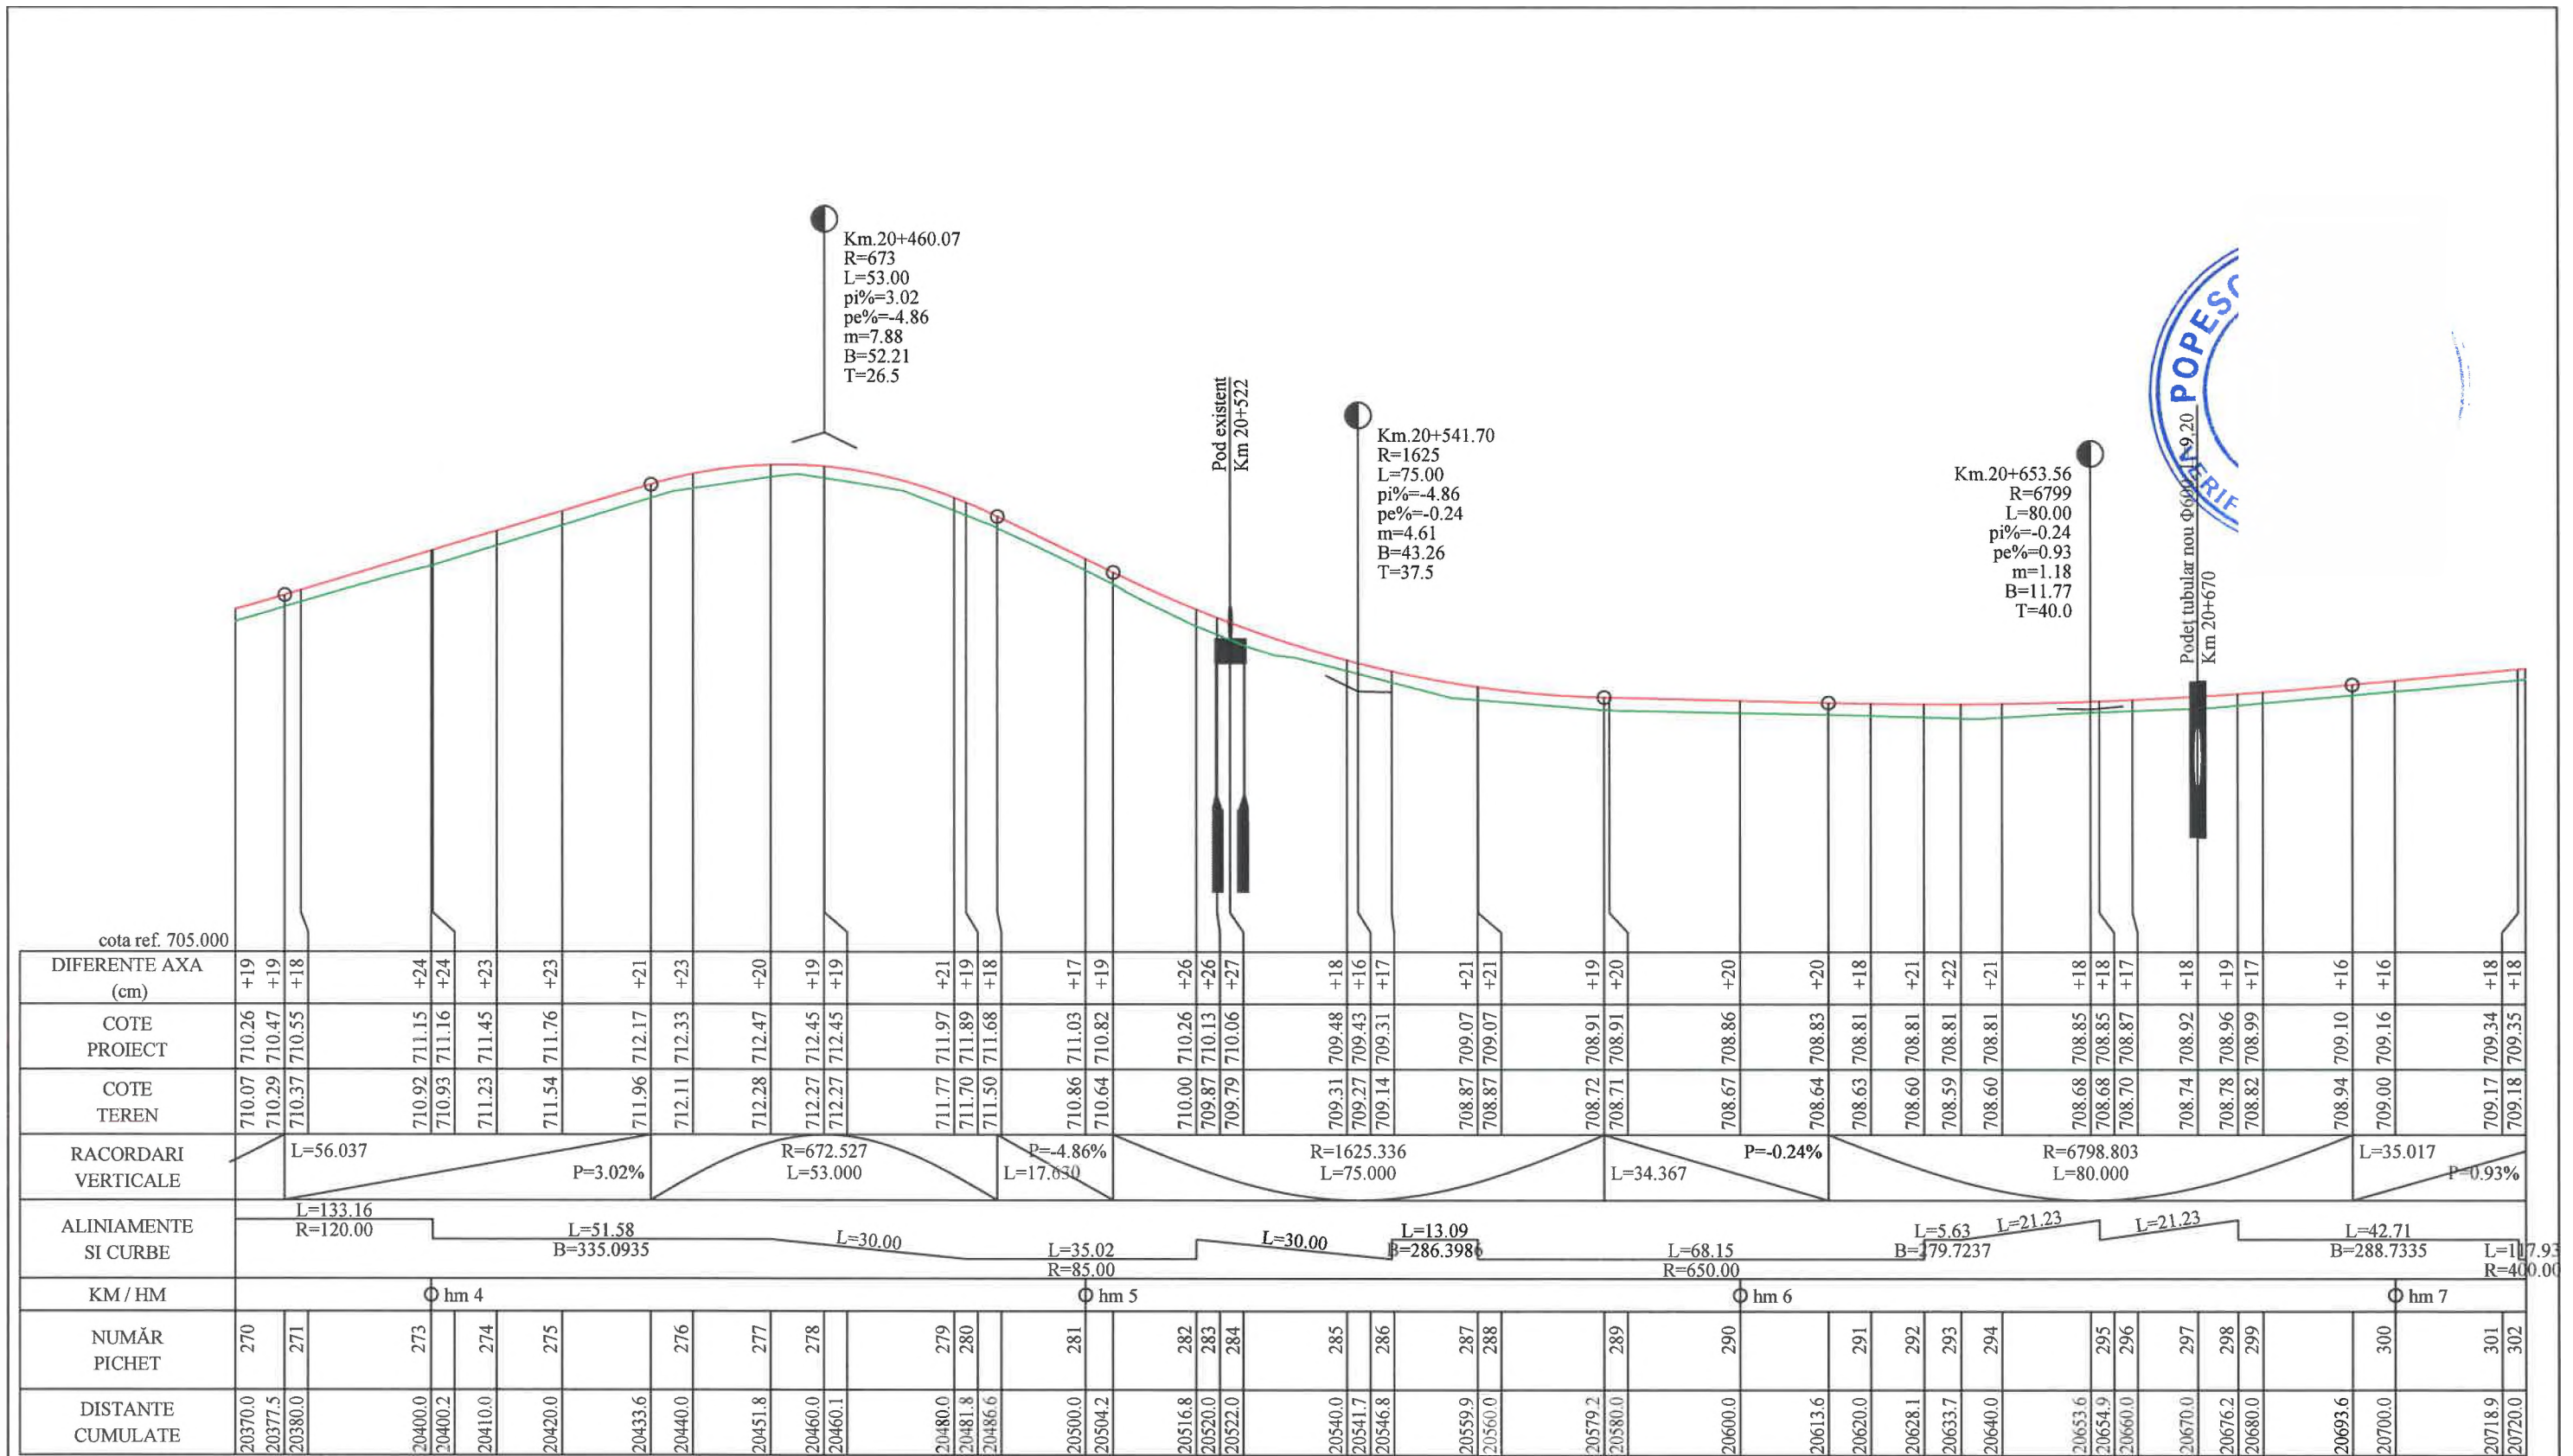 Km.20+460.07
R=673
L=53.00
pi%=3.02
pe%=-4.86
m=7.88
B=52.21
T=26.5
Pod existent
Km 20+522
Km.20+541.70
R=1625
L=75.00
pi%=-4.86
pe%=-0.24
m=4.61
B=43.26
T=37.5
Km.20+653.56
R=6799
L=80.00
pi%=-0.24
pe%=0.93
m=1.18
B=11.77
T=40.0
Podeț tubular nou
Km 20+670
POPESC
VERIF
cota ref. 705.000
DIFERENTE AXA
(cm)
+19 +19 +18 +24 +24 +23 +23 +21 +23 +20 +19 +19 +21 +19 +18 +17 +19 +26 +26 +27 +18 +16 +17 +21 +21 +19 +20 +20 +20 +18 +21 +22 +21 +18 +18 +17 +18 +19 +17 +16 +16 +18 +18
COTE
PROIECT
710.26 710.47 710.55 711.15 711.16 711.45 711.76 712.17 712.33 712.47 712.45 712.45 711.97 711.89 711.68 711.03 710.82 710.26 710.13 710.06 709.48 709.43 709.31 709.07 709.07 708.91 708.91 708.86 708.83 708.81 708.81 708.81 708.81 708.85 708.85 708.87 708.92 708.96 708.99 709.10 709.16 709.34 709.35
COTE
TEREN
710.07 710.29 710.37 710.92 710.93 711.23 711.54 711.96 712.11 712.28 712.27 712.27 711.77 711.70 711.50 710.86 710.64 710.00 709.87 709.79 709.31 709.27 709.14 708.87 708.87 708.72 708.71 708.67 708.64 708.63 708.60 708.59 708.60 708.68 708.68 708.70 708.74 708.78 708.82 708.94 709.00 709.17 709.18
RACORDARI
VERTICALE
L=56.037
P=3.02%
R=672.527
L=53.000
P=-4.86%
L=17.630
R=1625.336
L=75.000
L=34.367
P=-0.24%
R=6798.803
L=80.000
L=35.017
P=0.93%
ALINIAMENTE
SI CURBE
L=133.16
R=120.00
L=51.58
B=335.0935
L=30.00
L=35.02
R=85.00
L=30.00
L=13.09
B=286.3986
L=68.15
R=650.00
L=5.63
B=279.7237
L=21.23
L=21.23
L=42.71
B=288.7335
L=117.93
R=400.00
KM / HM
hm 4
hm 5
hm 6
hm 7
NUMĂR
PICHET
270 271 273 274 275 276 277 278 279 280 281 282 283 284 285 286 287 288 289 290 291 292 293 294 295 296 297 298 299 300 301 302
DISTANTE
CUMULATE
20370.0 20377.5 20380.0 20400.0 20400.2 20410.0 20420.0 20433.6 20440.0 20451.8 20460.0 20460.1 20480.0 20481.8 20486.6 20500.0 20504.2 20516.8 20520.0 20522.0 20540.0 20541.7 20546.8 20559.9 20560.0 20579.2 20580.0 20600.0 20613.6 20620.0 20628.1 20633.7 20640.0 20653.6 20654.9 20660.0 20670.0 20676.2 20680.0 20693.6 20700.0 20718.9 20720.0